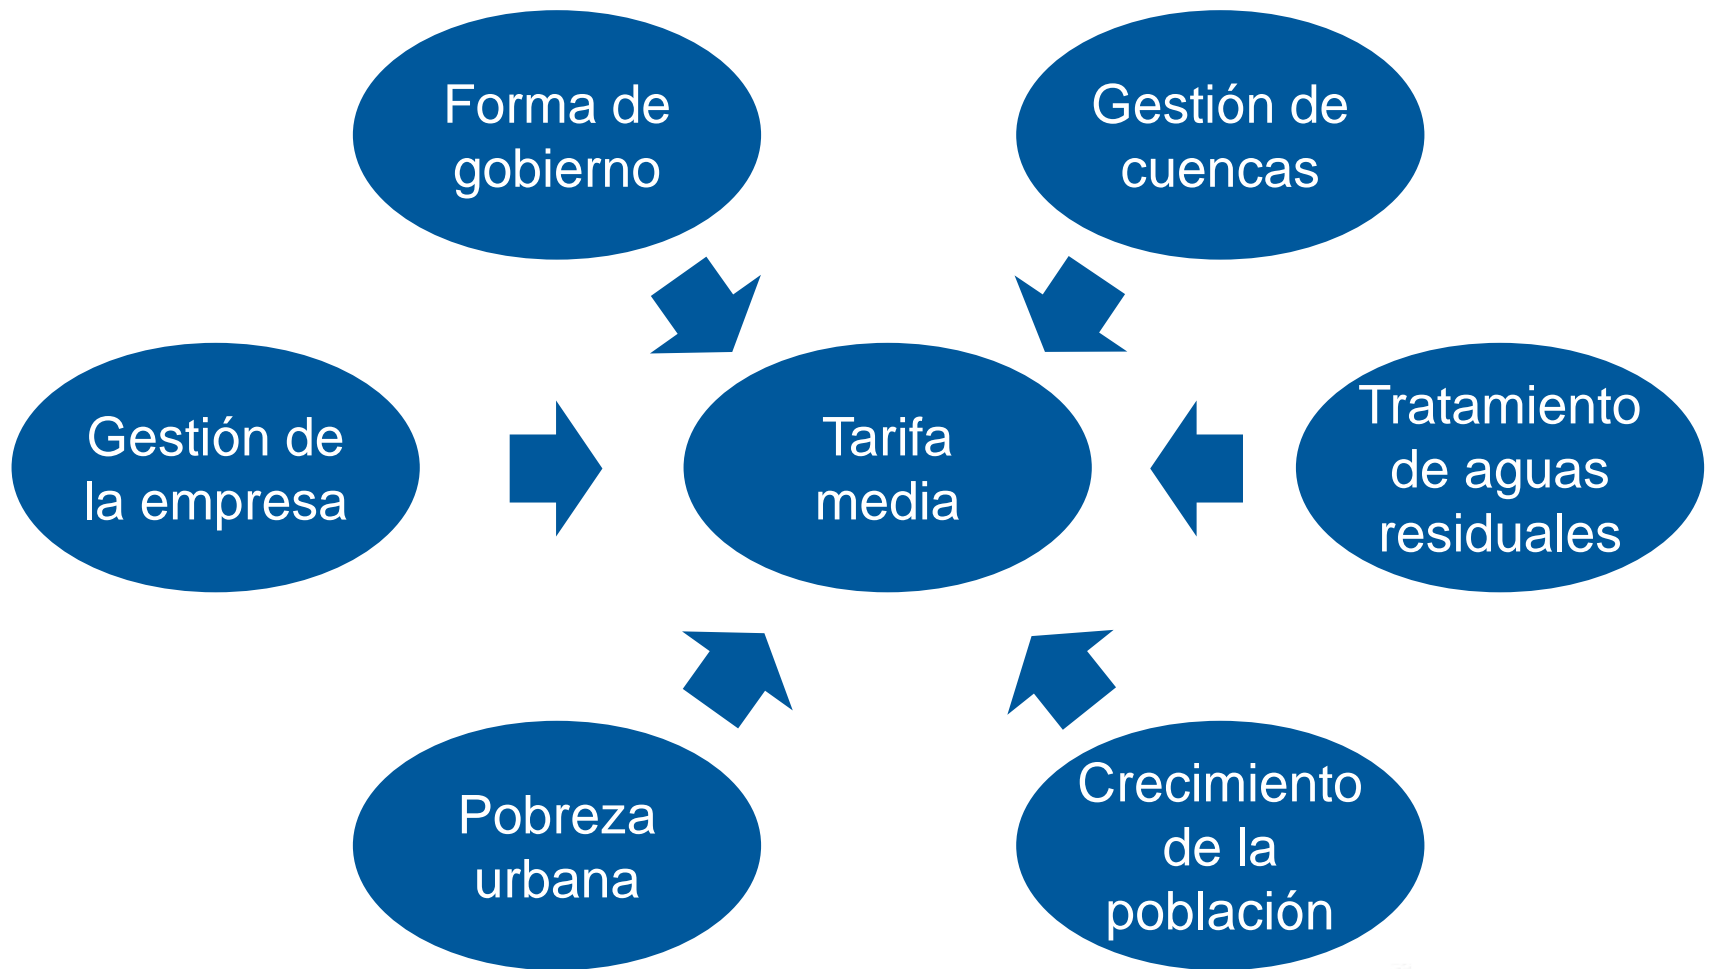 Forma de
gobierno
Gestión de
cuencas
Gestión de
la empresa
Tarifa
media
Tratamiento
de aguas
residuales
Pobreza
urbana
Crecimiento
de la
población